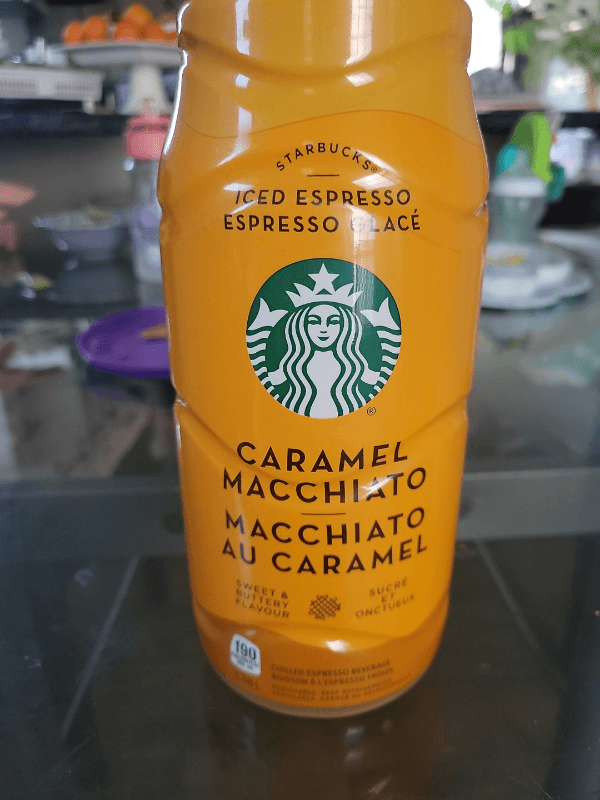 STARBUCKS®
ICED ESPRESSO
ESPRESSO GLACÉ
®
CARAMEL
MACCHIATO
MACCHIATO
AU CARAMEL
SWEET &
BUTTERY
FLAVOUR
SUCRÉ
ET
ONCTUEUX
190
CHILLED ESPRESSO BEVERAGE
BOISSON À L'ESPRESSO FROIDE